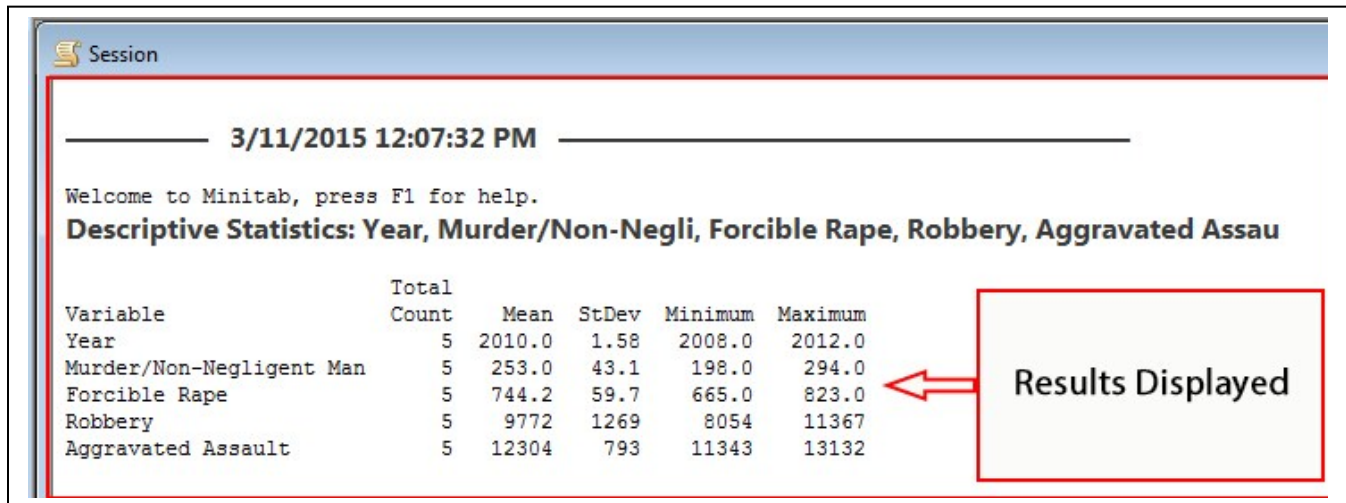 Session
3/11/2015 12:07:32 PM
Welcome to Minitab, press F1 for help.
Descriptive Statistics: Year, Murder/Non-Negli, Forcible Rape, Robbery, Aggravated Assau
Total
Variable Count Mean StDev Minimum Maximum
Year 5 2010.0 1.58 2008.0 2012.0
Murder/Non-Negligent Man 5 253.0 43.1 198.0 294.0
Forcible Rape 5 744.2 59.7 665.0 823.0
Robbery 5 9772 1269 8054 11367
Aggravated Assault 5 12304 793 11343 13132
Results Displayed